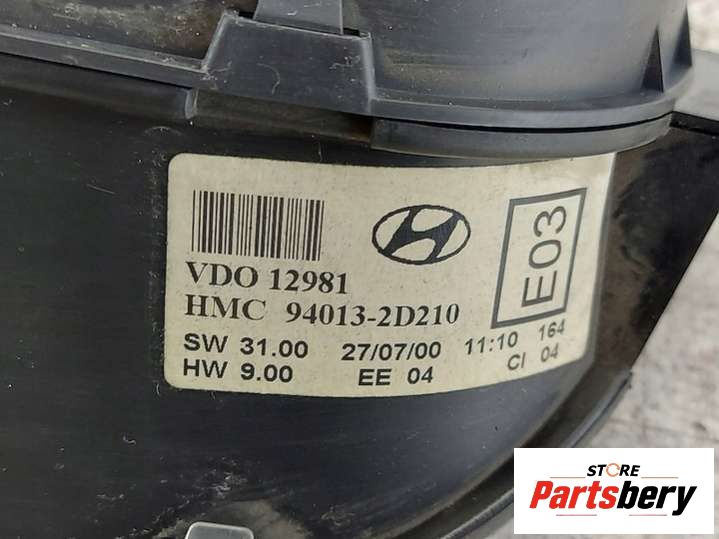 VDO 12981
HMC 94013-2D210
E03
SW 31.00 27/07/00 11:10 164
HW 9.00 EE 04 CI 04
STORE
Partsbery